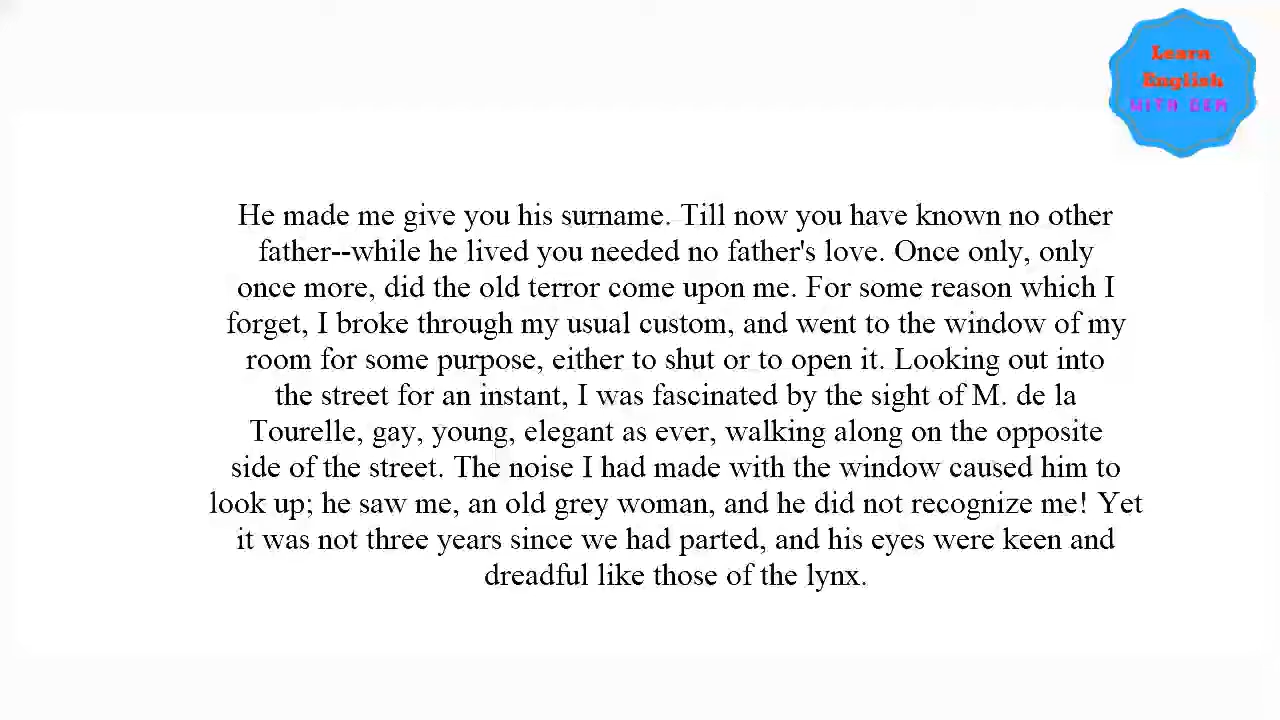 Learn
English
WITH GEM
He made me give you his surname. Till now you have known no other
father--while he lived you needed no father's love. Once only, only
once more, did the old terror come upon me. For some reason which I
forget, I broke through my usual custom, and went to the window of my
room for some purpose, either to shut or to open it. Looking out into
the street for an instant, I was fascinated by the sight of M. de la
Tourelle, gay, young, elegant as ever, walking along on the opposite
side of the street. The noise I had made with the window caused him to
look up; he saw me, an old grey woman, and he did not recognize me! Yet
it was not three years since we had parted, and his eyes were keen and
dreadful like those of the lynx.